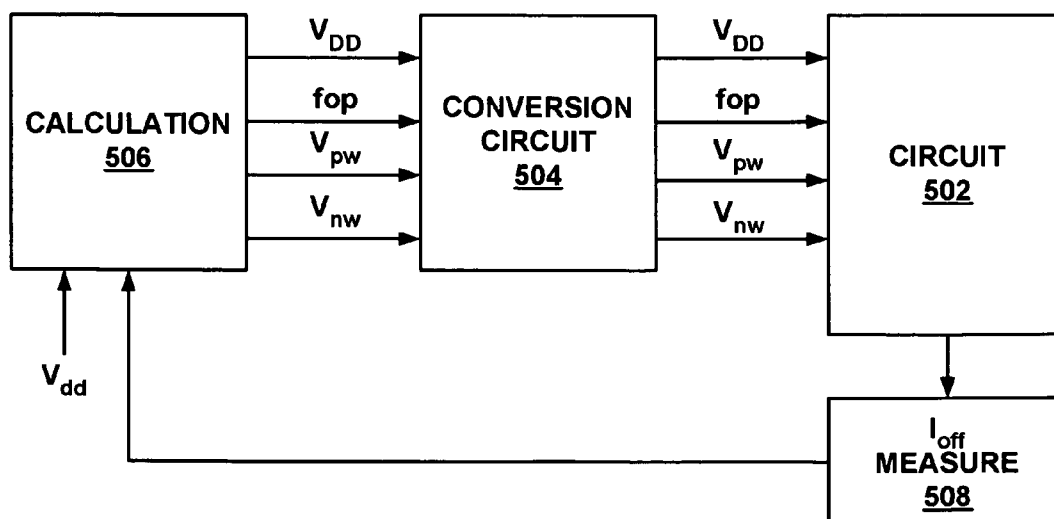 V_DD
fop
V_pw
V_nw
CALCULATION
506
CONVERSION
CIRCUIT
504
V_DD
fop
V_pw
V_nw
CIRCUIT
502
V_dd
I_off
MEASURE
508